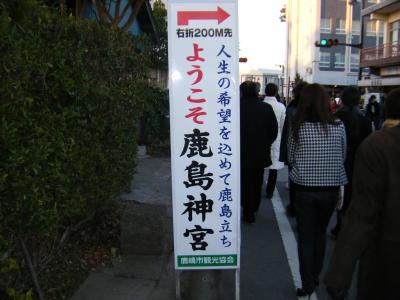 右折200M先
人生の希望を込めて鹿島立ち
ようこそ鹿島神宮
鹿嶋市観光協会